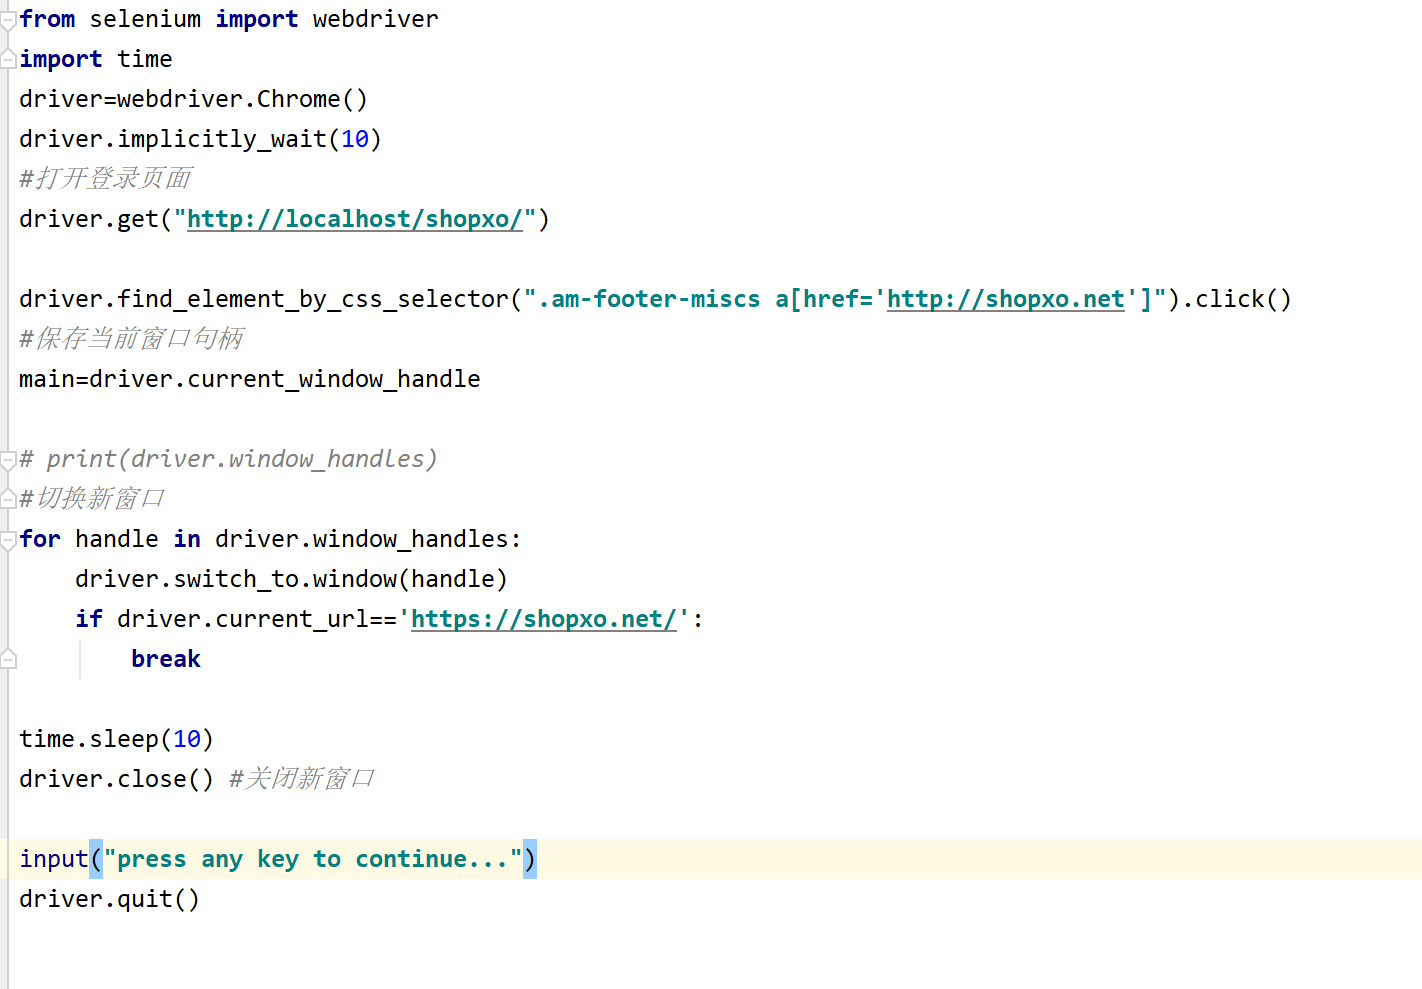 from selenium import webdriver
import time
driver=webdriver.Chrome()
driver.implicitly_wait(10)
#打开登录页面
driver.get("http://localhost/shopxo/")
driver.find_element_by_css_selector(".am-footer-miscs a[href='http://shopxo.net']").click()
#保存当前窗口句柄
main=driver.current_window_handle
# print(driver.window_handles)
#切换新窗口
for handle in driver.window_handles:
    driver.switch_to.window(handle)
    if driver.current_url=='https://shopxo.net/':
        break
time.sleep(10)
driver.close() #关闭新窗口
input("press any key to continue...")
driver.quit()